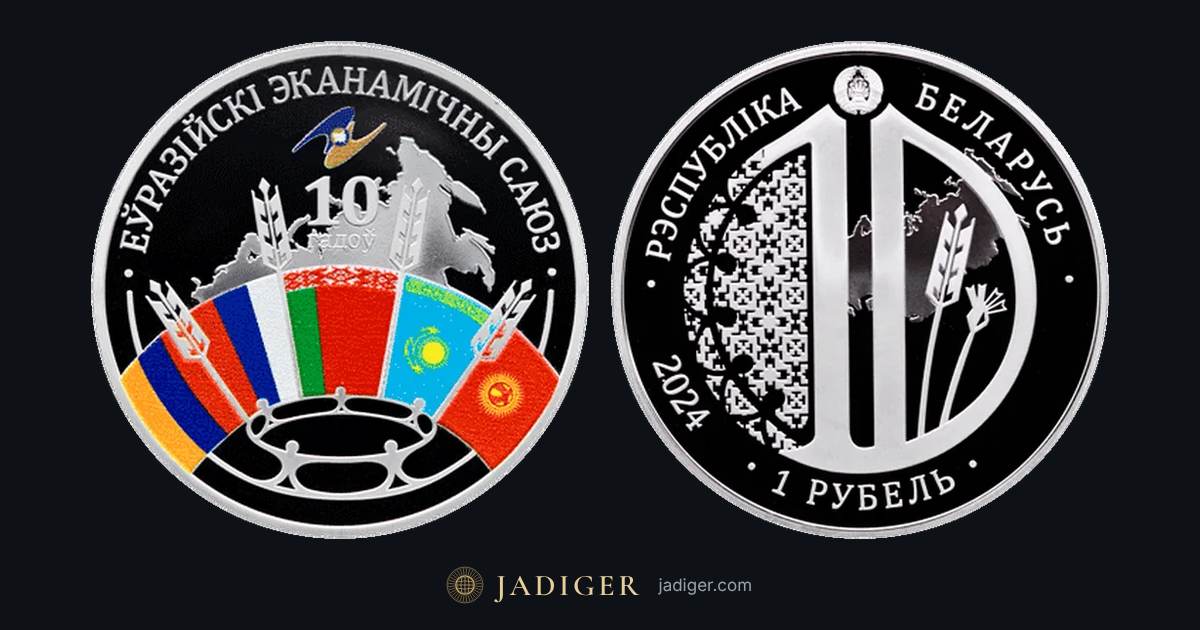 ЕЎРАЗІЙСКІ ЭКАНАМІЧНЫ САЮЗ
10
гадоў
РЭСПУБЛІКА БЕЛАРУСЬ
2024
1 РУБЕЛЬ
JADIGER jadiger.com